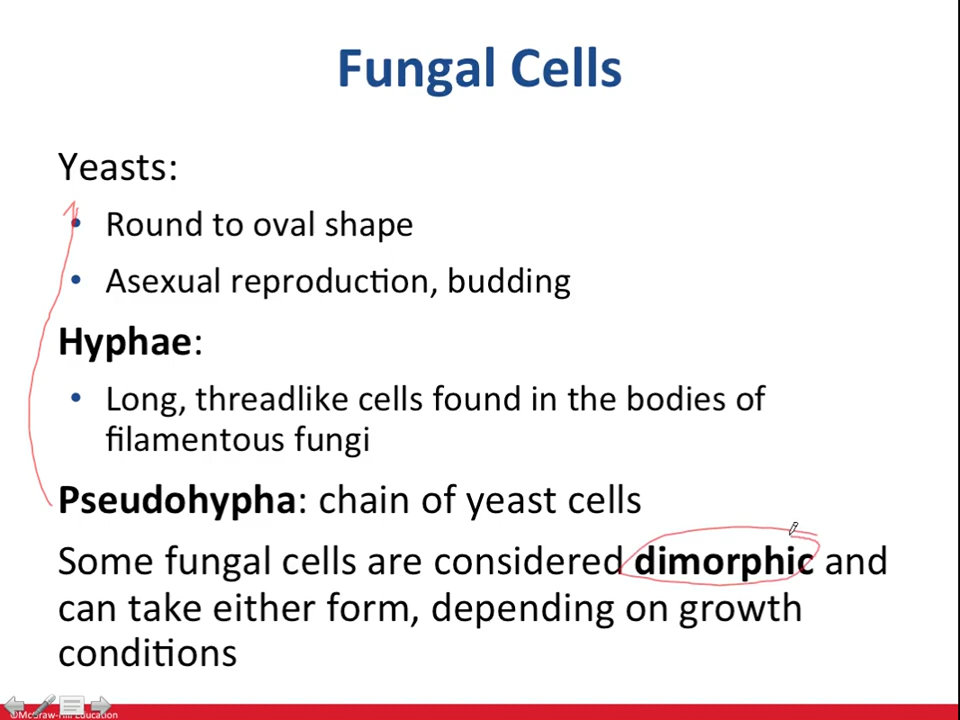 Fungal Cells
Yeasts:
• Round to oval shape
• Asexual reproduction, budding
Hyphae:
• Long, threadlike cells found in the bodies of
filamentous fungi
Pseudohypha: chain of yeast cells
Some fungal cells are considered dimorphic and
can take either form, depending on growth
conditions
©McGraw-Hill Education